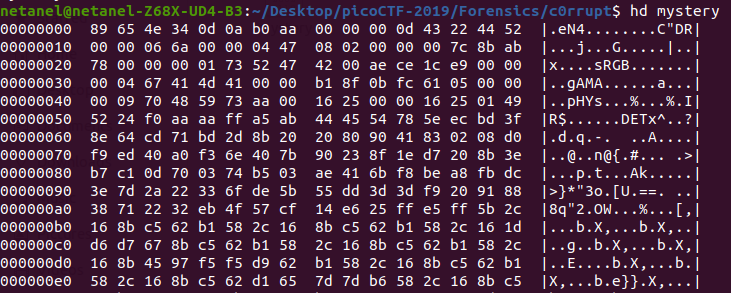 netanel@netanel-Z68X-UD4-B3:~/Desktop/picoCTF-2019/Forensics/c0rrupt$ hd mystery
00000000  89 65 4e 34 0d 0a b0 aa  00 00 00 0d 43 22 44 52  |.eN4........C"DR|
00000010  00 00 06 6a 00 00 04 47  08 02 00 00 00 7c 8b ab  |...j...G.....|..|
00000020  78 00 00 00 01 73 52 47  42 00 ae ce 1c e9 00 00  |x....sRGB.......|
00000030  00 04 67 41 4d 41 00 00  b1 8f 0b fc 61 05 00 00  |..gAMA......a...|
00000040  00 09 70 48 59 73 aa 00  16 25 00 00 16 25 01 49  |..pHYs...%...%.I|
00000050  52 24 f0 aa aa ff a5 ab  44 45 54 78 5e ec bd 3f  |R$......DETx^..?|
00000060  8e 64 cd 71 bd 2d 8b 20  20 80 90 41 83 02 08 d0  |.d.q.-.  ..A....|
00000070  f9 ed 40 a0 f3 6e 40 7b  90 23 8f 1e d7 20 8b 3e  |..@..n@{.#... .>|
00000080  b7 c1 0d 70 03 74 b5 03  ae 41 6b f8 be a8 fb dc  |...p.t...Ak.....|
00000090  3e 7d 2a 22 33 6f de 5b  55 dd 3d 3d f9 20 91 88  |>}*"3o.[U.==. ..|
000000a0  38 71 22 32 eb 4f 57 cf  14 e6 25 ff e5 ff 5b 2c  |8q"2.OW...%...[,|
000000b0  16 8b c5 62 b1 58 2c 16  8b c5 62 b1 58 2c 16 1d  |...b.X,...b.X,..|
000000c0  d6 d7 67 8b c5 62 b1 58  2c 16 8b c5 62 b1 58 2c  |..g..b.X,...b.X,|
000000d0  16 8b 45 97 f5 f5 d9 62  b1 58 2c 16 8b c5 62 b1  |..E....b.X,...b.|
000000e0  58 2c 16 8b c5 62 d1 65  7d 7d b6 58 2c 16 8b c5  |X,...b.e}}.X,...|